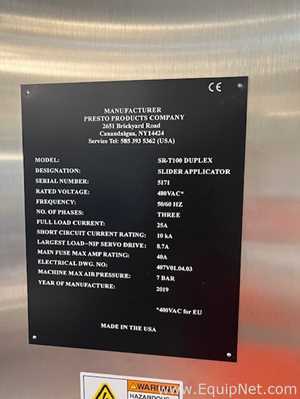 CE
MANUFACTURER
PRESTO PRODUCTS COMPANY
2651 Brickyard Road
Canandaigua, NY14424
Service Tel: 585 393 5362 (USA)
MODEL: SR-T100 DUPLEX
DESIGNATION: SLIDER APPLICATOR
SERIAL NUMBER: 5171
RATED VOLTAGE: 480VAC*
FREQUENCY: 50/60 HZ
NO. OF PHASES: THREE
FULL LOAD CURRENT: 25A
SHORT CIRCUIT CURRENT RATING: 10 kA
LARGEST LOAD-NIP SERVO DRIVE: 8.7A
MAIN FUSE MAX AMP RATING: 40A
ELECTRICAL DWG. NO: 407V01.04.03
MACHINE MAX AIR PRESSURE: 7 BAR
YEAR OF MANUFACTURE: 2019
*400VAC for EU
MADE IN THE USA
WARNING
HAZARDOUS
www.EquipNet.com